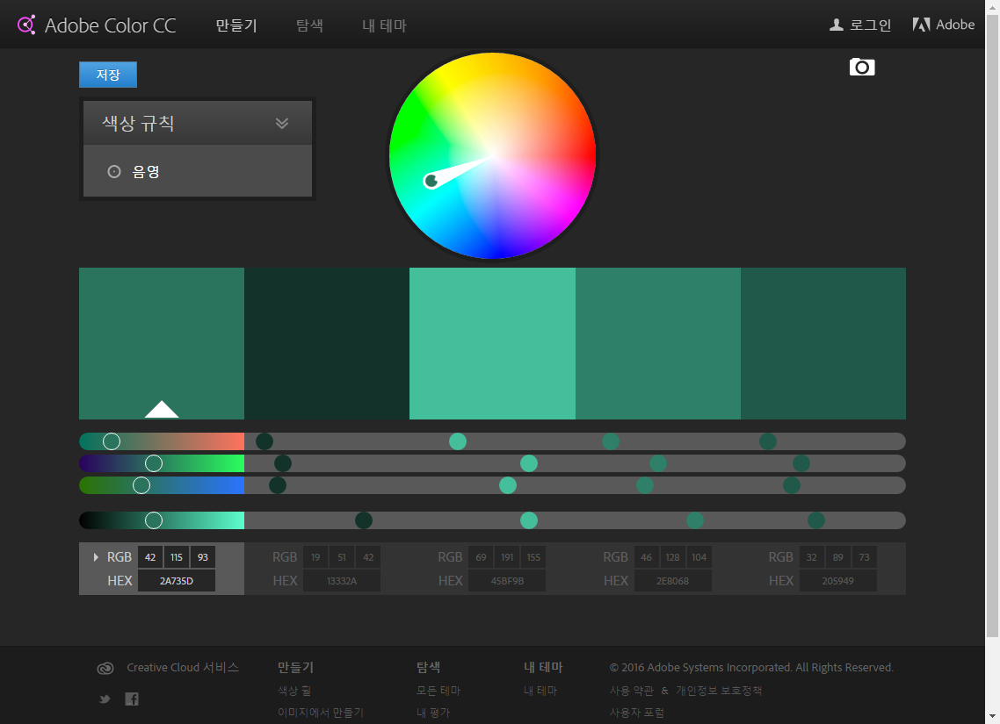 Adobe Color CC 만들기 탐색 내 테마 로그인 Adobe
저장
색상 규칙
음영
RGB 42 115 93 RGB 19 51 42 RGB 69 191 155 RGB 46 128 104 RGB 32 89 73
HEX 2A735D HEX 13332A HEX 45BF9B HEX 2E8068 HEX 205949
Creative Cloud 서비스 만들기 탐색 내 테마 © 2016 Adobe Systems Incorporated. All Rights Reserved.
색상 휠 모든 테마 내 테마 사용 약관 & 개인정보 보호정책
이미지에서 만들기 내 평가 사용자 포럼